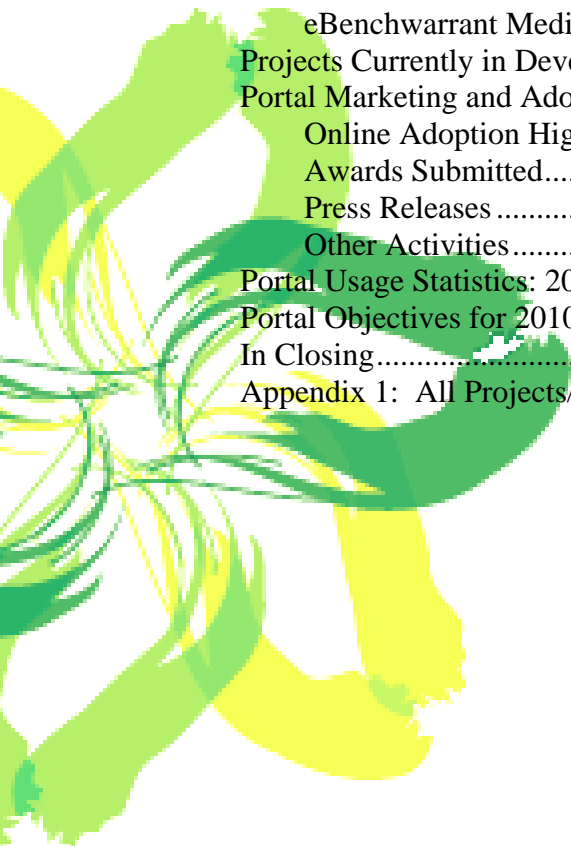 eBenchwarrant Medi
Projects Currently in Deve
Portal Marketing and Ado
Online Adoption Hig
Awards Submitted....
Press Releases..........
Other Activities........
Portal Usage Statistics: 20
Portal Objectives for 2010
In Closing........................
Appendix 1: All Projects/